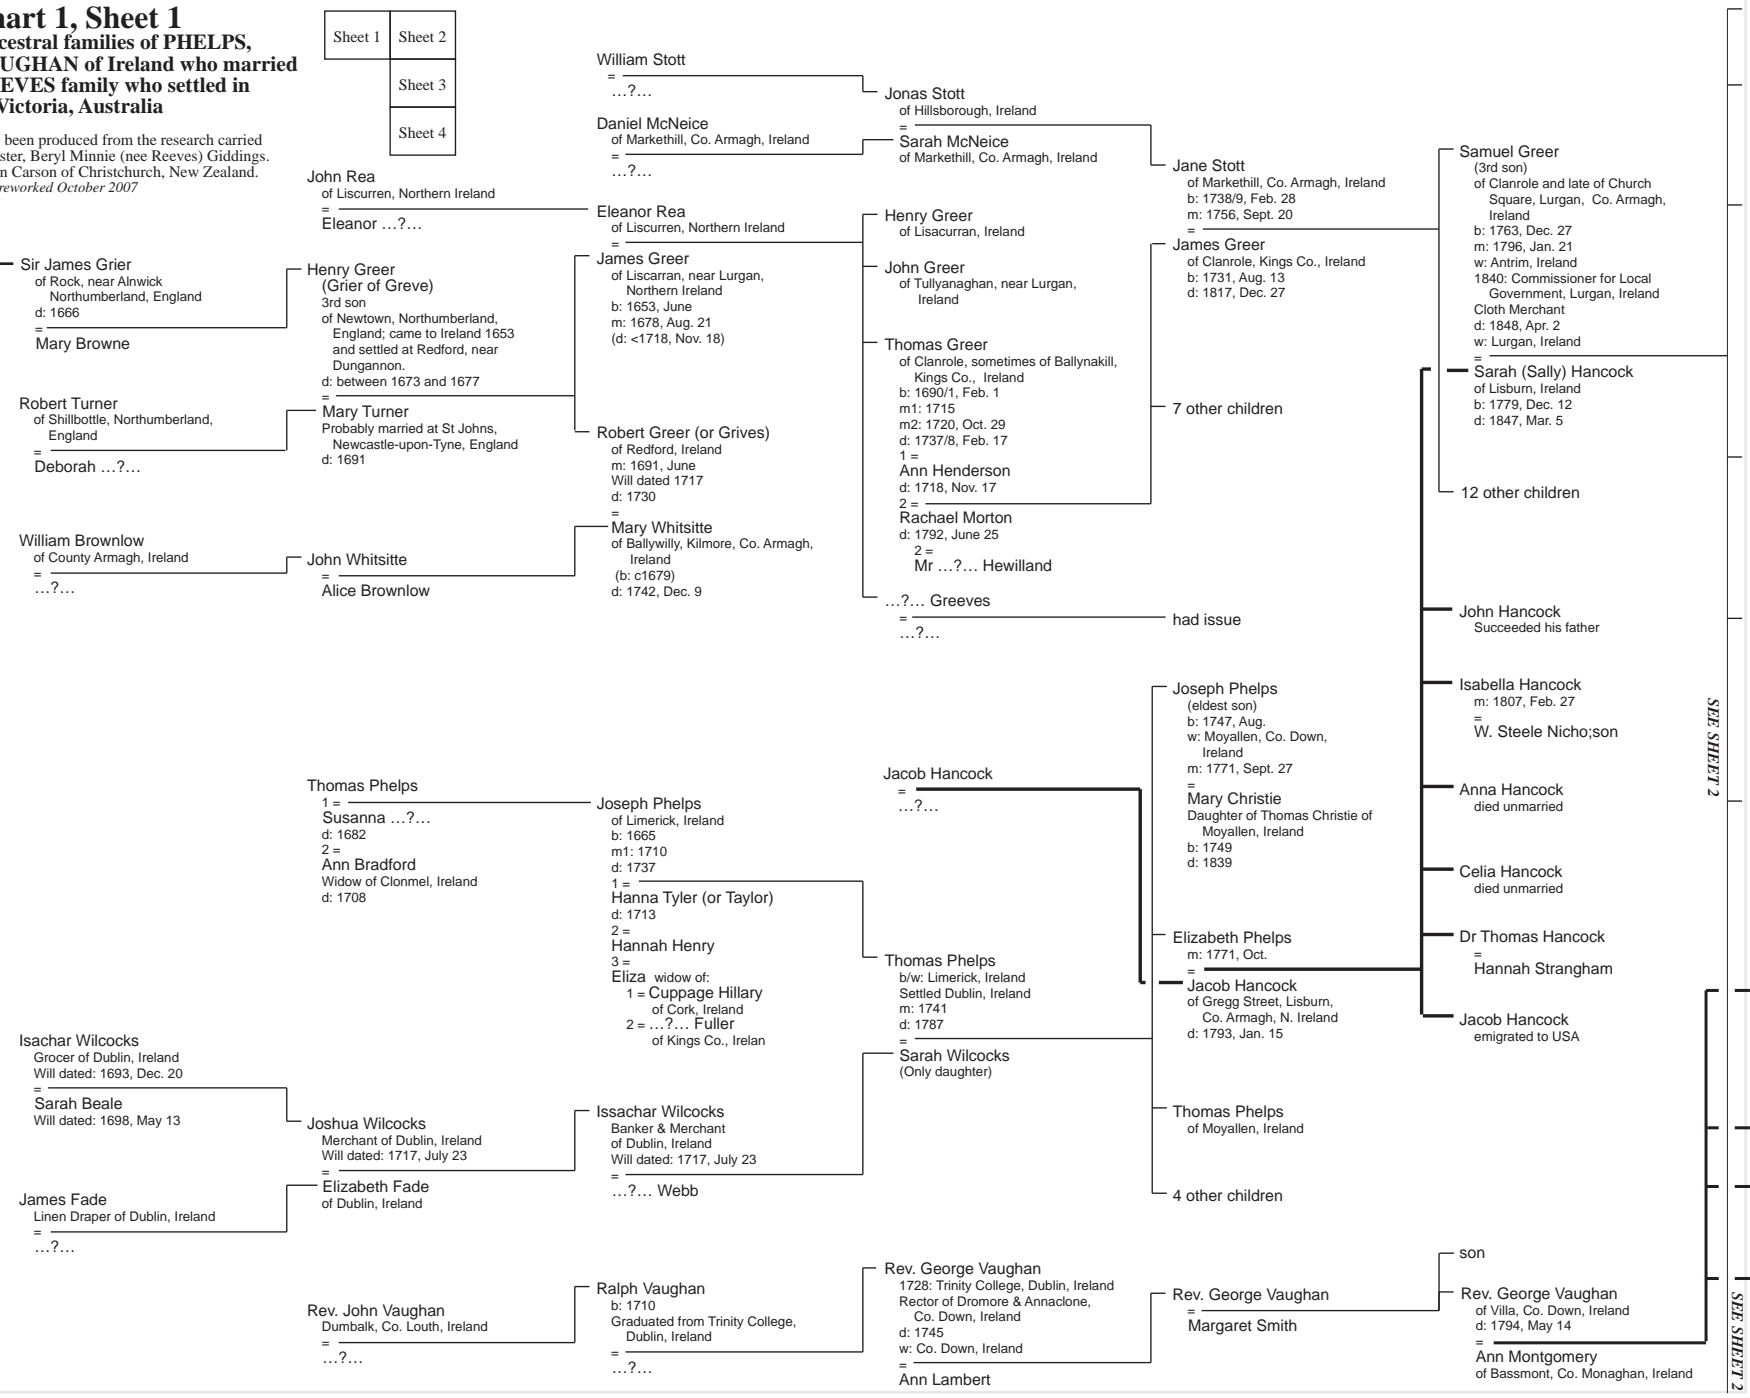 art 1, Sheet 1
cestral families of PHELPS,
UGHAN of Ireland who married
EVES family who settled in
Victoria, Australia
been produced from the research carried
ster, Beryl Minnie (nee Reeves) Giddings.
n Carson of Christchurch, New Zealand.
reworked October 2007
Sheet 1
Sheet 2
Sheet 3
Sheet 4
Sir James Grier
of Rock, near Alnwick
Northumberland, England
d: 1666
=
Mary Browne
Robert Turner
of Shillbottle, Northumberland,
England
=
Deborah ...?...
William Brownlow
of County Armagh, Ireland
=
...?...
Isachar Wilcocks
Grocer of Dublin, Ireland
Will dated: 1693, Dec. 20
=
Sarah Beale
Will dated: 1698, May 13
James Fade
Linen Draper of Dublin, Ireland
=
...?...
John Rea
of Liscurren, Northern Ireland
=
Eleanor ...?...
Henry Greer
(Grier of Greve)
3rd son
of Newtown, Northumberland,
England; came to Ireland 1653
and settled at Redford, near
Dungannon.
d: between 1673 and 1677
=
Mary Turner
Probably married at St Johns,
Newcastle-upon-Tyne, England
d: 1691
John Whitsitte
=
Alice Brownlow
Thomas Phelps
1 =
Susanna ...?...
d: 1682
2 =
Ann Bradford
Widow of Clonmel, Ireland
d: 1708
Joshua Wilcocks
Merchant of Dublin, Ireland
Will dated: 1717, July 23
=
Elizabeth Fade
of Dublin, Ireland
Rev. John Vaughan
Dumbalk, Co. Louth, Ireland
=
...?...
William Stott
=
...?...
Daniel McNeice
of Markethill, Co. Armagh, Ireland
=
...?...
Eleanor Rea
of Liscurren, Northern Ireland
=
James Greer
of Liscarran, near Lurgan,
Northern Ireland
b: 1653, June
m: 1678, Aug. 21
(d: <1718, Nov. 18)
Robert Greer (or Grives)
of Redford, Ireland
m: 1691, June
Will dated 1717
d: 1730
=
Mary Whitsitte
of Ballywilly, Kilmore, Co. Armagh,
Ireland
(b: c1679)
d: 1742, Dec. 9
Joseph Phelps
of Limerick, Ireland
b: 1665
m1: 1710
d: 1737
1 =
Hanna Tyler (or Taylor)
d: 1713
2 =
Hannah Henry
3 =
Eliza widow of:
1 = Cuppage Hillary
of Cork, Ireland
2 = ...?... Fuller
of Kings Co., Irelan
Issachar Wilcocks
Banker & Merchant
of Dublin, Ireland
Will dated: 1717, July 23
=
...?... Webb
Ralph Vaughan
b: 1710
Graduated from Trinity College,
Dublin, Ireland
=
...?...
Jonas Stott
of Hillsborough, Ireland
=
Sarah McNeice
of Markethill, Co. Armagh, Ireland
Henry Greer
of Lisacurran, Ireland
John Greer
of Tullyanaghan, near Lurgan,
Ireland
Thomas Greer
of Clanrole, sometimes of Ballynakill,
Kings Co., Ireland
b: 1690/1, Feb. 1
m1: 1715
m2: 1720, Oct. 29
d: 1737/8, Feb. 17
1 =
Ann Henderson
d: 1718, Nov. 17
2 =
Rachael Morton
d: 1792, June 25
2 =
Mr ...?... Hewilland
...?... Greeves
=
...?...
Jacob Hancock
=
...?...
Thomas Phelps
b/w: Limerick, Ireland
Settled Dublin, Ireland
m: 1741
d: 1787
=
Sarah Wilcocks
(Only daughter)
Rev. George Vaughan
1728: Trinity College, Dublin, Ireland
Rector of Dromore & Annaclone,
Co. Down, Ireland
d: 1745
w: Co. Down, Ireland
=
Ann Lambert
Jane Stott
of Markethill, Co. Armagh, Ireland
b: 1738/9, Feb. 28
m: 1756, Sept. 20
=
James Greer
of Clanrole, Kings Co., Ireland
b: 1731, Aug. 13
d: 1817, Dec. 27
7 other children
had issue
Joseph Phelps
(eldest son)
b: 1747, Aug.
w: Moyallen, Co. Down,
Ireland
m: 1771, Sept. 27
=
Mary Christie
Daughter of Thomas Christie of
Moyallen, Ireland
b: 1749
d: 1839
Elizabeth Phelps
m: 1771, Oct.
=
Jacob Hancock
of Gregg Street, Lisburn,
Co. Armagh, N. Ireland
d: 1793, Jan. 15
Thomas Phelps
of Moyallen, Ireland
4 other children
Rev. George Vaughan
=
Margaret Smith
Samuel Greer
(3rd son)
of Clanrole and late of Church
Square, Lurgan, Co. Armagh,
Ireland
b: 1763, Dec. 27
m: 1796, Jan. 21
w: Antrim, Ireland
1840: Commissioner for Local
Government, Lurgan, Ireland
Cloth Merchant
d: 1848, Apr. 2
w: Lurgan, Ireland
=
Sarah (Sally) Hancock
of Lisburn, Ireland
b: 1779, Dec. 12
d: 1847, Mar. 5
12 other children
John Hancock
Succeeded his father
Isabella Hancock
m: 1807, Feb. 27
=
W. Steele Nicho;son
Anna Hancock
died unmarried
Celia Hancock
died unmarried
Dr Thomas Hancock
=
Hannah Strangham
Jacob Hancock
emigrated to USA
son
Rev. George Vaughan
of Villa, Co. Down, Ireland
d: 1794, May 14
=
Ann Montgomery
of Bassmont, Co. Monaghan, Ireland
SEE SHEET 2
SEE SHEET 2